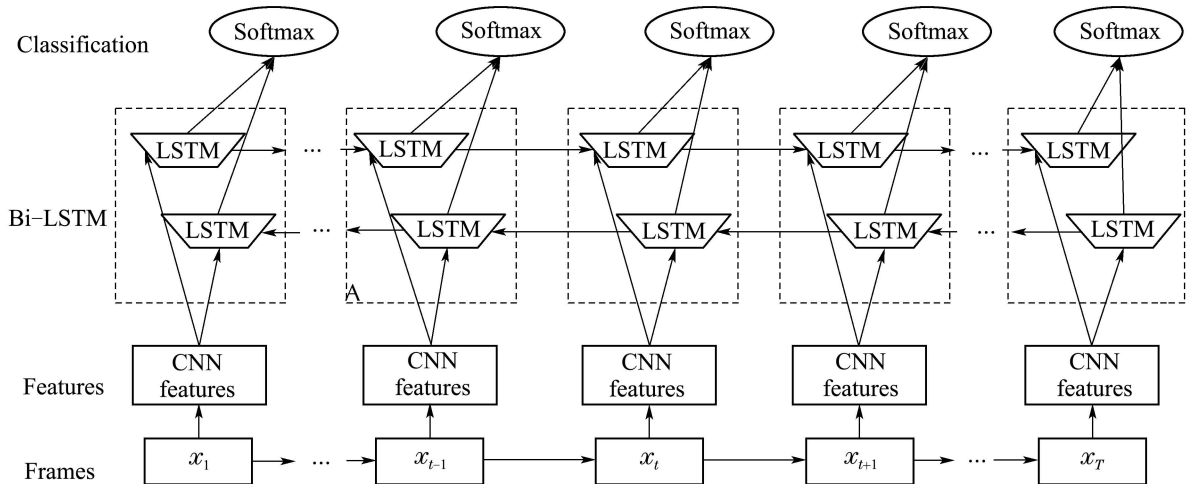 Classification
Softmax Softmax Softmax Softmax Softmax
LSTM ... LSTM LSTM LSTM ... LSTM
Bi-LSTM
LSTM ... LSTM LSTM LSTM ... LSTM
A
Features
CNN CNN CNN CNN CNN
features features features features features
Frames
x₁ ... xₜ₋₁ xₜ xₜ₊₁ ... x_T